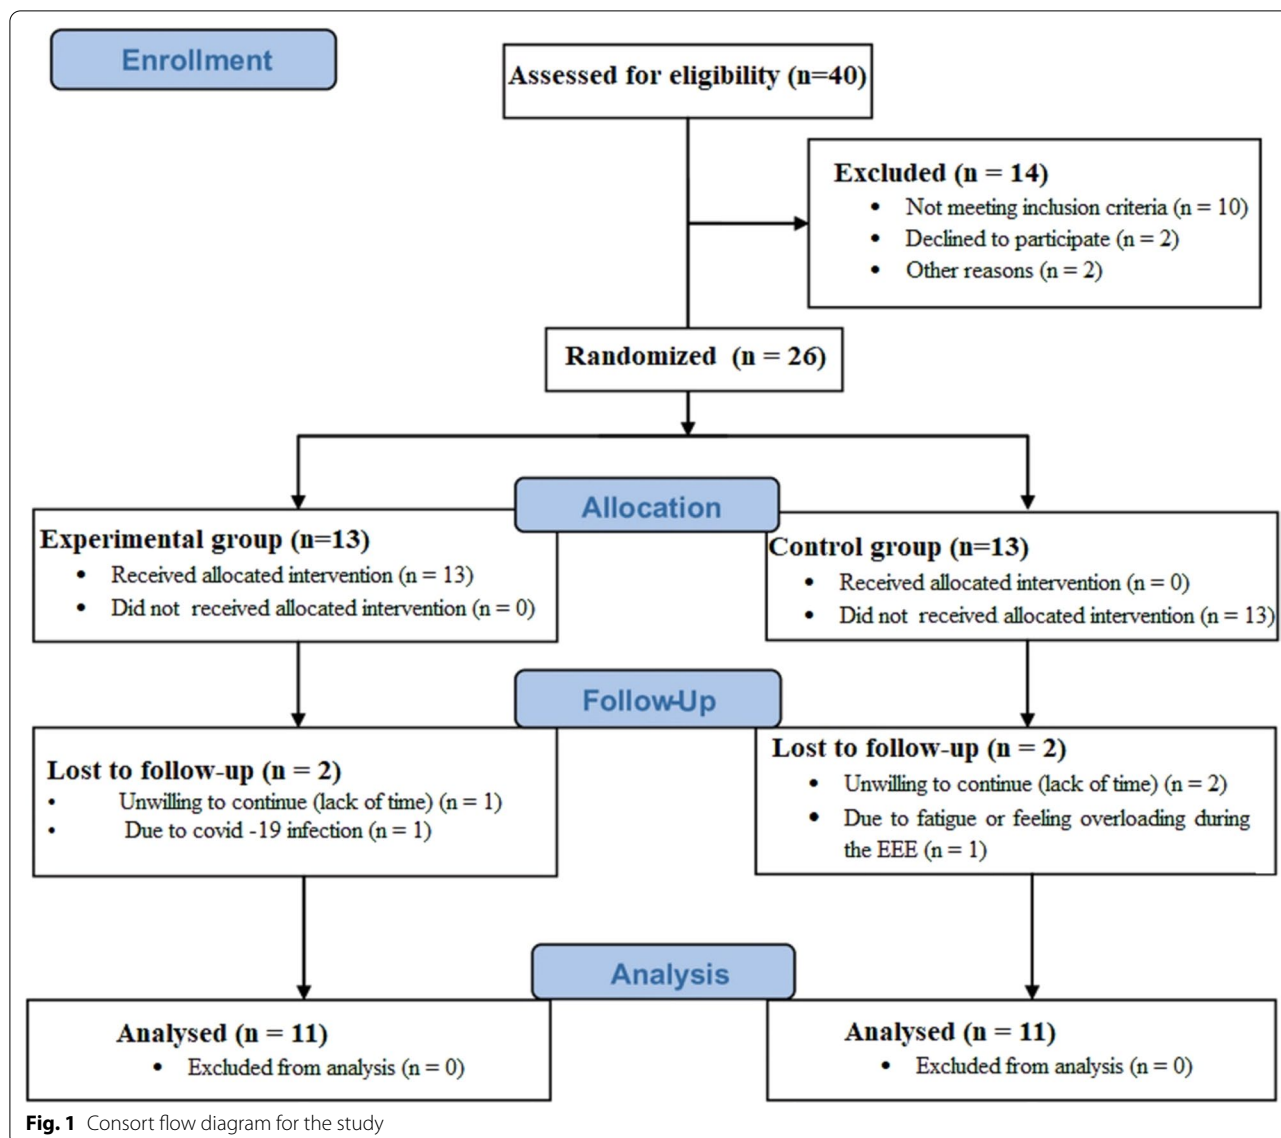 Enrollment
Assessed for eligibility (n=40)
Excluded (n = 14)
• Not meeting inclusion criteria (n = 10)
• Declined to participate (n = 2)
• Other reasons (n = 2)
Randomized (n = 26)
Allocation
Experimental group (n=13)
• Received allocated intervention (n = 13)
• Did not received allocated intervention (n = 0)
Control group (n=13)
• Received allocated intervention (n = 0)
• Did not received allocated intervention (n = 13)
Follow-Up
Lost to follow-up (n = 2)
• Unwilling to continue (lack of time) (n = 1)
• Due to covid -19 infection (n = 1)
Lost to follow-up (n = 2)
• Unwilling to continue (lack of time) (n = 2)
• Due to fatigue or feeling overloading during
the EEE (n = 1)
Analysis
Analysed (n = 11)
• Excluded from analysis (n = 0)
Analysed (n = 11)
• Excluded from analysis (n = 0)
Fig. 1 Consort flow diagram for the study